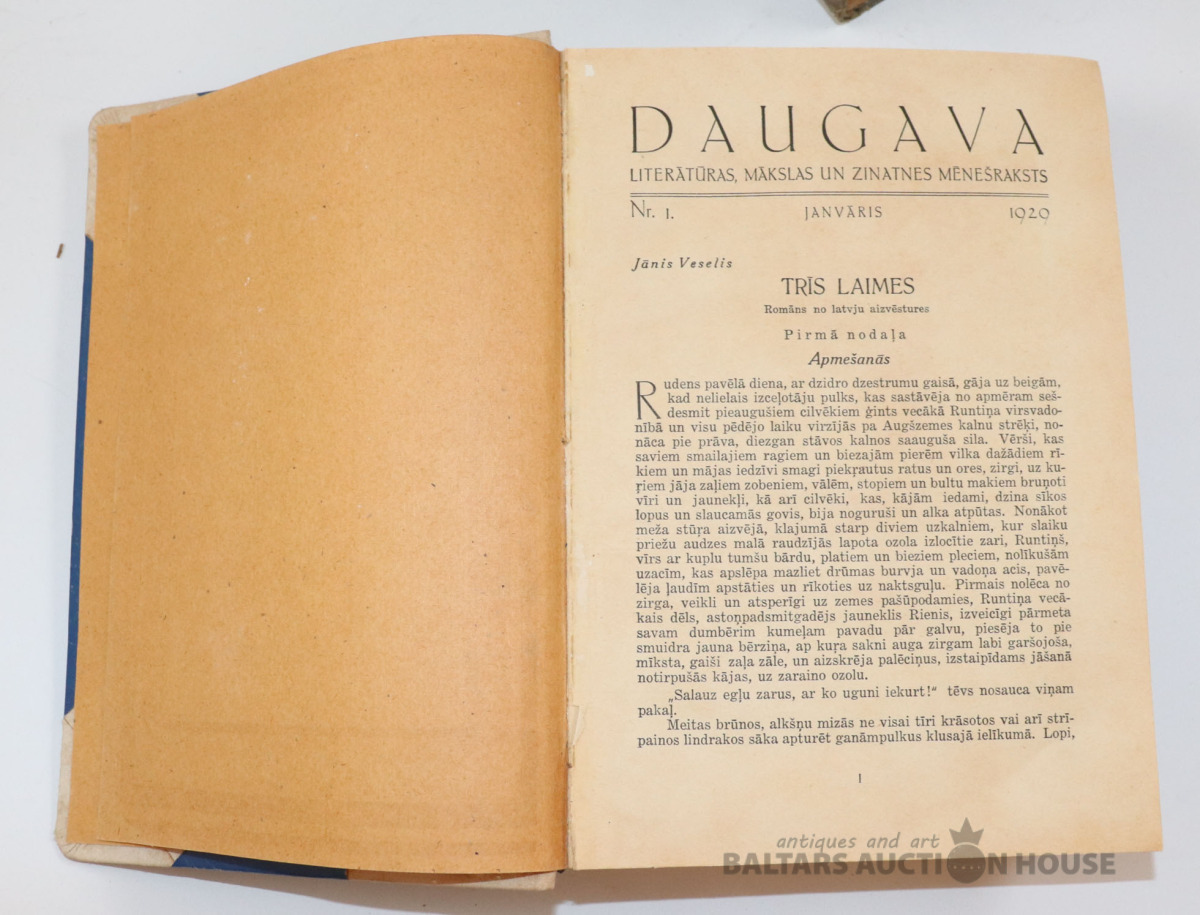 DAUGAVA
LITERĀTŪRAS, MĀKSLAS UN ZINATNES MĒNEŠRAKSTS
Nr. 1. JANVĀRIS 1929
Jānis Veselis
TRĪS LAIMES
Romāns no latvju aizvēstures
Pirmā nodaļa
Apmešanās
Rudens pavēlā diena, ar dzidro dzestrumu gaisā, gāja uz beigām,
kad nelielais izceļotāju pulks, kas sastāvēja no apmēram seš-
desmit pieaugušiem cilvēkiem ģints vecākā Runtiņa virsvado-
nībā un visu pēdējo laiku virzījās pa Augšzemes kalnu strēķi, no-
nāca pie prāva, diezgan stāvos kalnos saauguša sila. Vērši, kas
saviem smailajiem ragiem un biezajām pierēm vilka dažādiem rī-
kiem un mājas iedzīvi smagi piekrautus ratus un ores, zirgi, uz ku-
ŗiem jāja zaļiem zobeniem, vālēm, stopiem un bultu makiem bruņoti
vīri un jaunekļi, kā arī cilvēki, kas, kājām iedami, dzina sīkos
lopus un slaucamās govis, bija noguruši un alka atpūtas. Nonākot
meža stūŗa aizvējā, klajumā starp diviem uzkalniem, kur slaiku
priežu audzes malā raudzījās lapota ozola izlocītie zari, Runtiņš,
vīrs ar kuplu tumšu bārdu, platiem un bieziem pleciem, nolīkušām
uzacīm, kas apslēpa mazliet drūmas burvja un vadoņa acis, pavē-
lēja ļaudīm apstāties un rīkoties uz naktsguļu. Pirmais nolēca no
zirga, veikli un atsperīgi uz zemes pašūpodamies, Runtiņa vecā-
kais dēls, astoņpadsmitgadējs jauneklis Rienis, izveicīgi pārmeta
savam dumbērim kumeļam pavadu pār galvu, piesēja to pie
smuidra jauna bērziņa, ap kuŗa sakni auga zirgam labi garšojoša,
mīksta, gaiši zaļa zāle, un aizskrēja palēciņus, izstaipīdams jāšanā
notirpušās kājas, uz zaraino ozolu.
„Salauz egļu zarus, ar ko uguni iekurt!“ tēvs nosauca viņam
pakaļ.
Meitas brūnos, alkšņu mizās ne visai tīri krāsotos vai arī strī-
painos lindrakos sāka apturēt ganāmpulkus klusajā ielīkumā. Lopi,
1
antiques and art
BALTARS AUCTION HOUSE